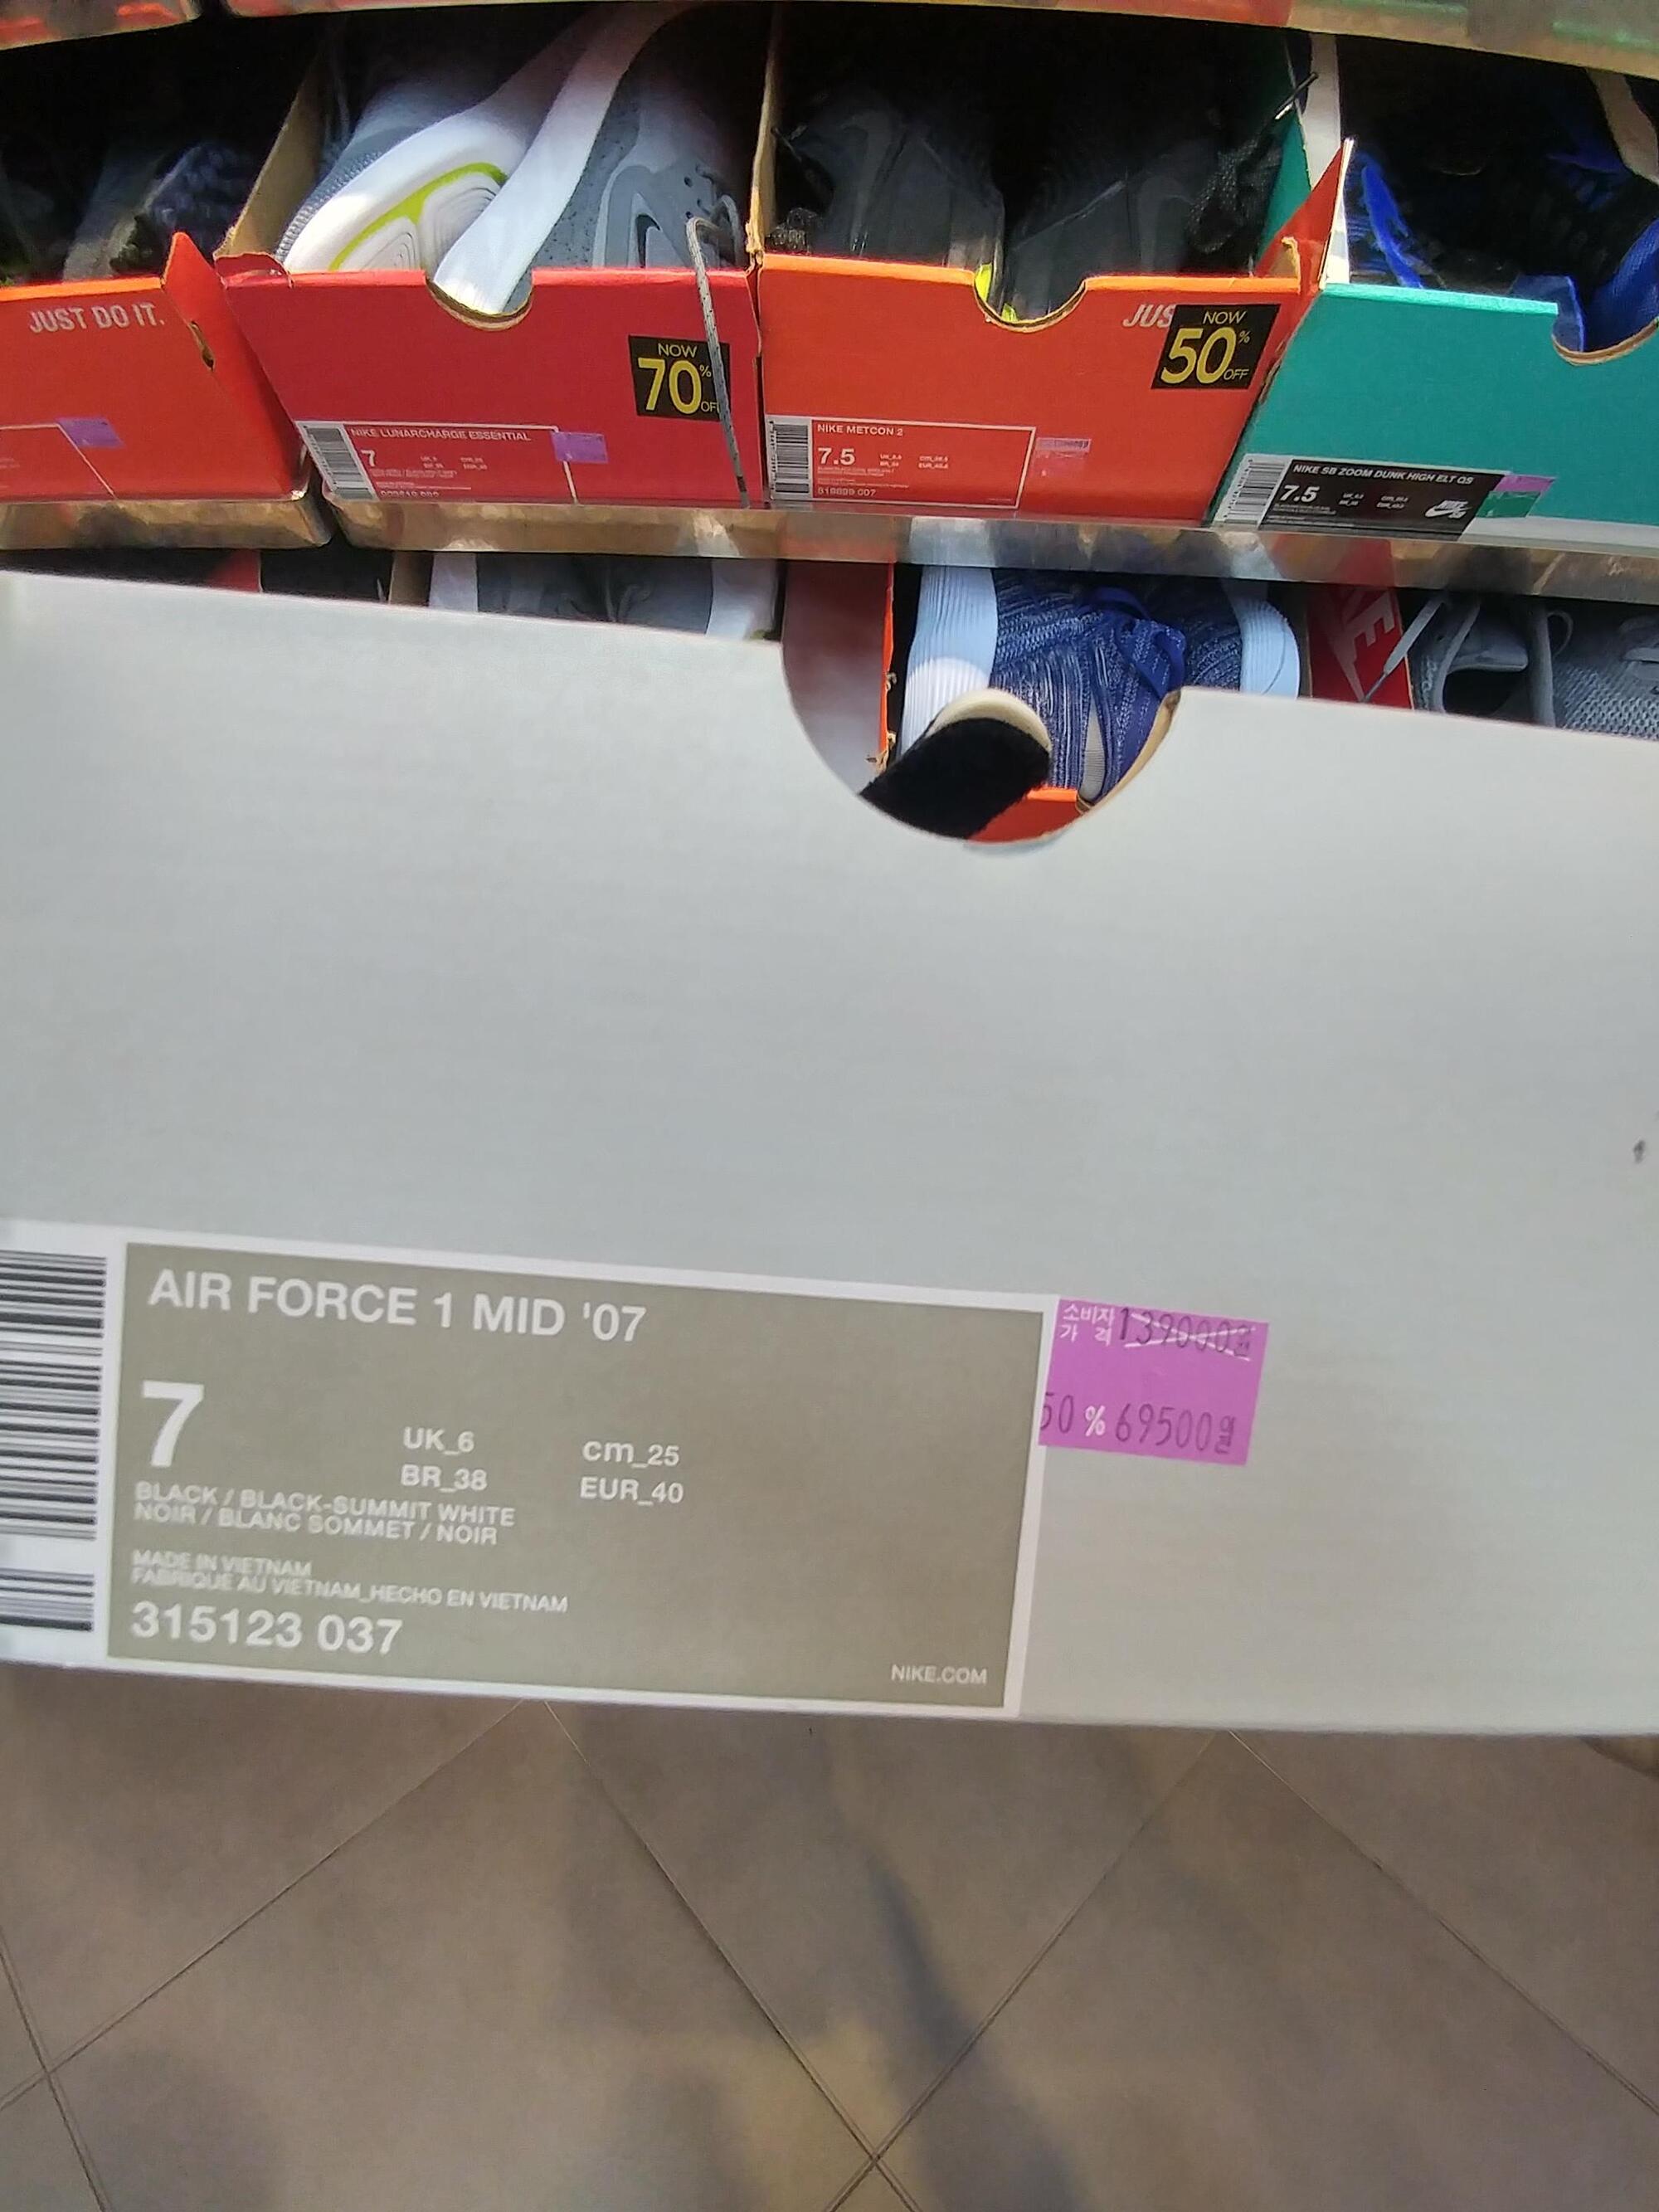 JUST DO IT.
NOW
70%
OFF
NIKE LUNARCHARGE ESSENTIAL
7
JUS
NOW
50%
OFF
NIKE METCON 2
7.5
819899 007
NIKE SB ZOOM DUNK HIGH ELT QS
7.5
AIR FORCE 1 MID '07
7
UK_6 cm_25
BR_38 EUR_40
BLACK / BLACK-SUMMIT WHITE
NOIR / BLANC SOMMET / NOIR
MADE IN VIETNAM
FABRIQUE AU VIETNAM_HECHO EN VIETNAM
315123 037
NIKE.COM
소비자
가 격 139000원
50 % 69500원